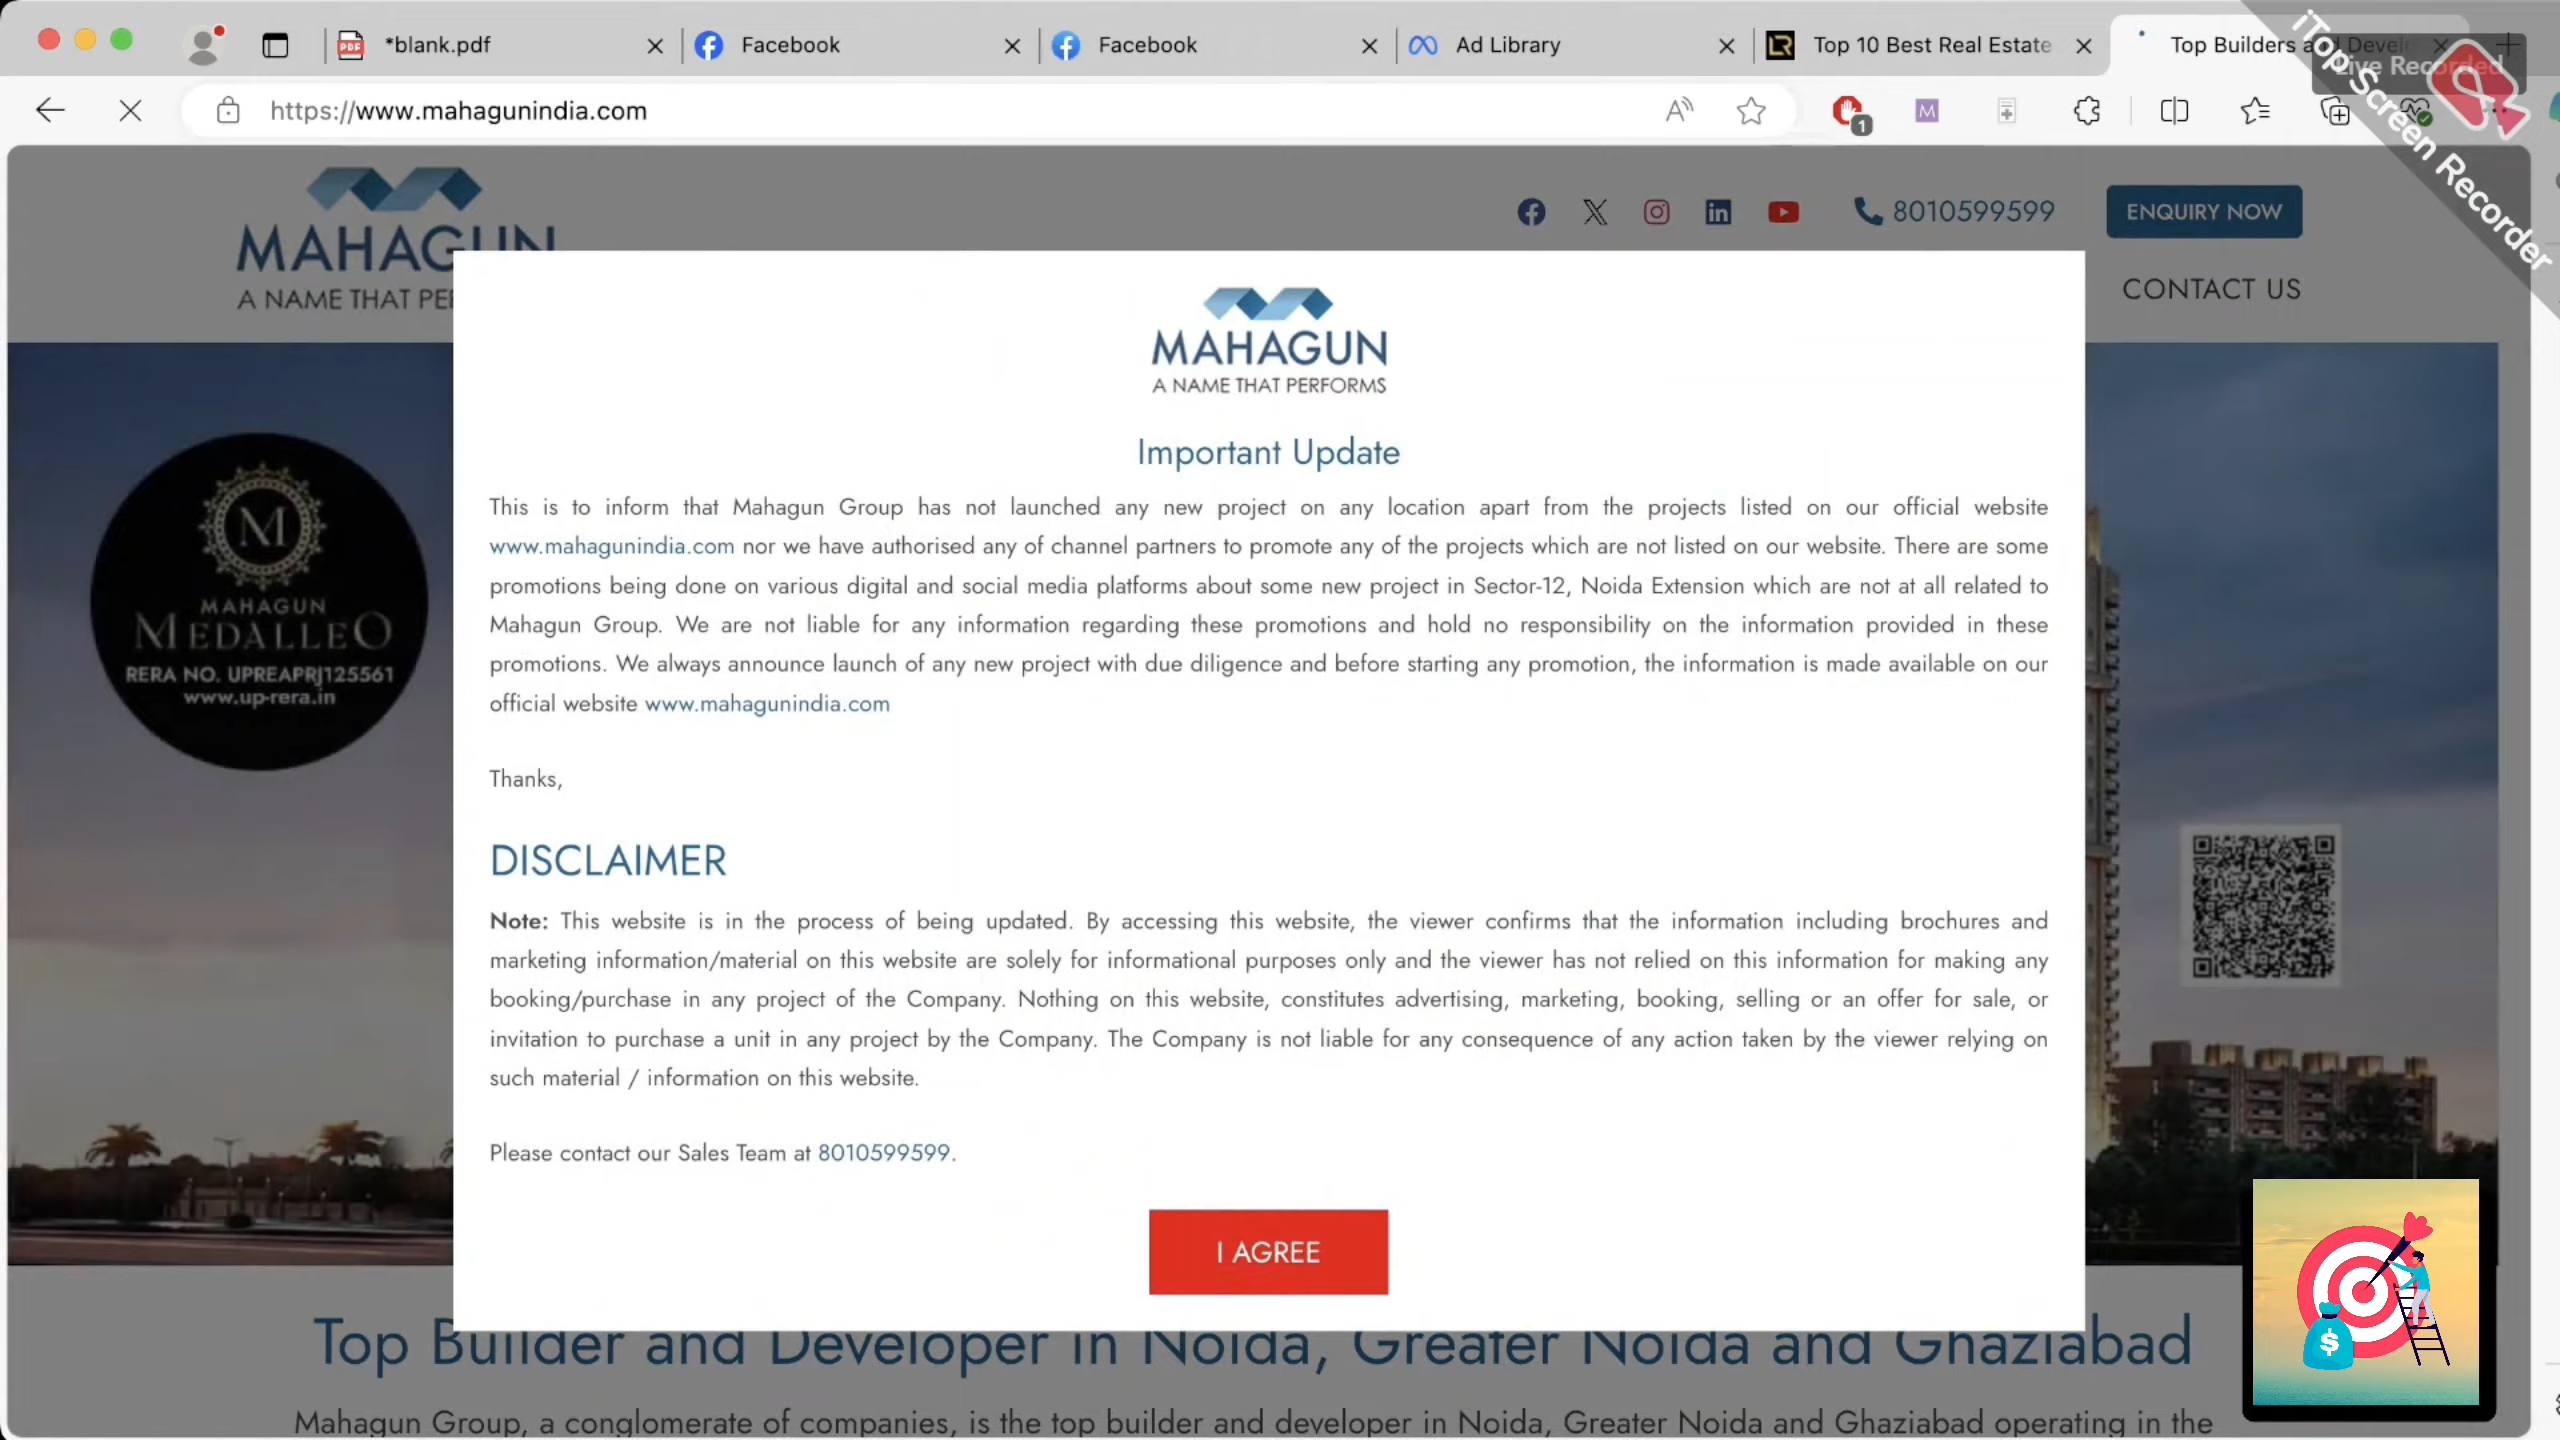 *blank.pdf
Facebook
Facebook
Ad Library
Top 10 Best Real Estate
Top Builders and Develo
Live Recorded
iTop Screen Recorder
https://www.mahagunindia.com
1
M
MAHAGUN
A NAME THAT PER
8010599599
ENQUIRY NOW
CONTACT US
M
MAHAGUN
MEDALLEO
RERA NO. UPREAPRJ125561
www.up-rera.in
MAHAGUN
A NAME THAT PERFORMS
Important Update
This is to inform that Mahagun Group has not launched any new project on any location apart from the projects listed on our official website
www.mahagunindia.com nor we have authorised any of channel partners to promote any of the projects which are not listed on our website. There are some
promotions being done on various digital and social media platforms about some new project in Sector-12, Noida Extension which are not at all related to
Mahagun Group. We are not liable for any information regarding these promotions and hold no responsibility on the information provided in these
promotions. We always announce launch of any new project with due diligence and before starting any promotion, the information is made available on our
official website www.mahagunindia.com
Thanks,
DISCLAIMER
Note: This website is in the process of being updated. By accessing this website, the viewer confirms that the information including brochures and
marketing information/material on this website are solely for informational purposes only and the viewer has not relied on this information for making any
booking/purchase in any project of the Company. Nothing on this website, constitutes advertising, marketing, booking, selling or an offer for sale, or
invitation to purchase a unit in any project by the Company. The Company is not liable for any consequence of any action taken by the viewer relying on
such material / information on this website.
Please contact our Sales Team at 8010599599.
I AGREE
Top Builder and Developer in Noida, Greater Noida and Ghaziabad
Mahagun Group, a conglomerate of companies, is the top builder and developer in Noida, Greater Noida and Ghaziabad operating in the